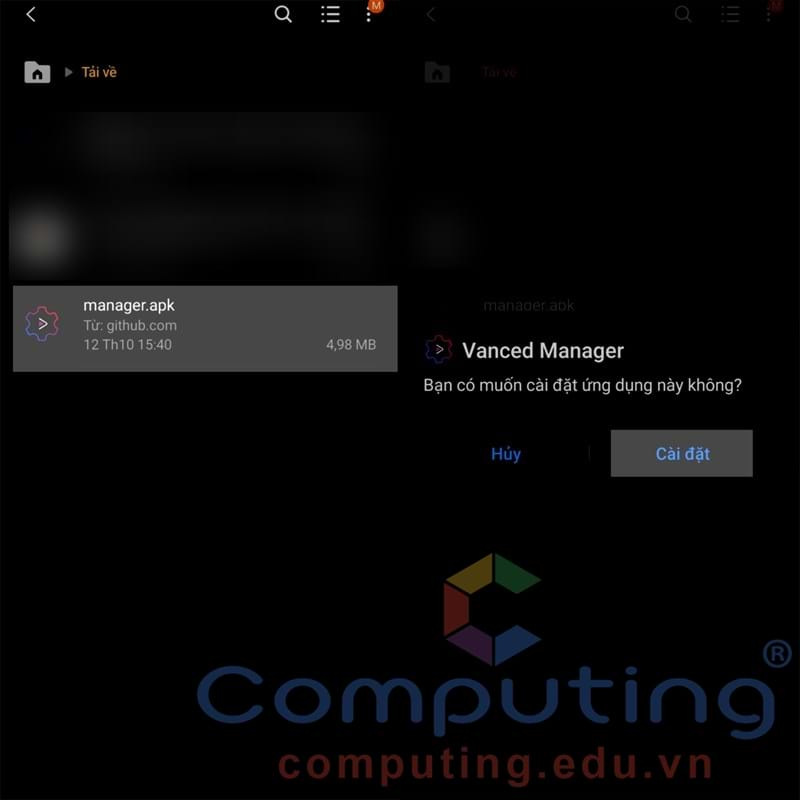 M
Tải về
manager.apk
Từ: github.com
12 Th10 15:40
4,98 MB
M
Tải về
manager.apk
Vanced Manager
Bạn có muốn cài đặt ứng dụng này không?
Hủy
Cài đặt
Computing®
computing.edu.vn